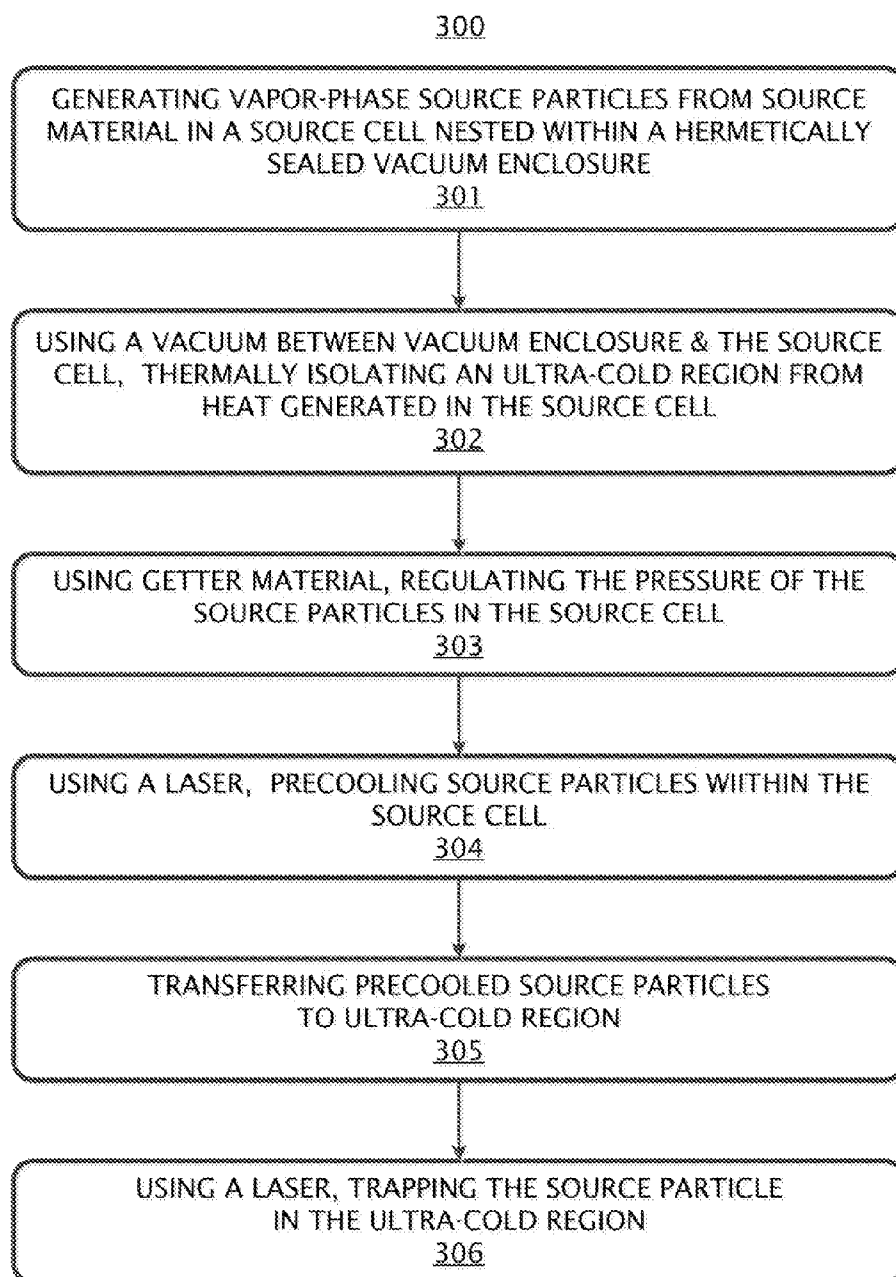 300
GENERATING VAPOR-PHASE SOURCE PARTICLES FROM SOURCE
MATERIAL IN A SOURCE CELL NESTED WITHIN A HERMETICALLY
SEALED VACUUM ENCLOSURE
301
USING A VACUUM BETWEEN VACUUM ENCLOSURE & THE SOURCE
CELL, THERMALLY ISOLATING AN ULTRA-COLD REGION FROM
HEAT GENERATED IN THE SOURCE CELL
302
USING GETTER MATERIAL, REGULATING THE PRESSURE OF THE
SOURCE PARTICLES IN THE SOURCE CELL
303
USING A LASER, PRECOOLING SOURCE PARTICLES WIITHIN THE
SOURCE CELL
304
TRANSFERRING PRECOOLED SOURCE PARTICLES
TO ULTRA-COLD REGION
305
USING A LASER, TRAPPING THE SOURCE PARTICLE
IN THE ULTRA-COLD REGION
306